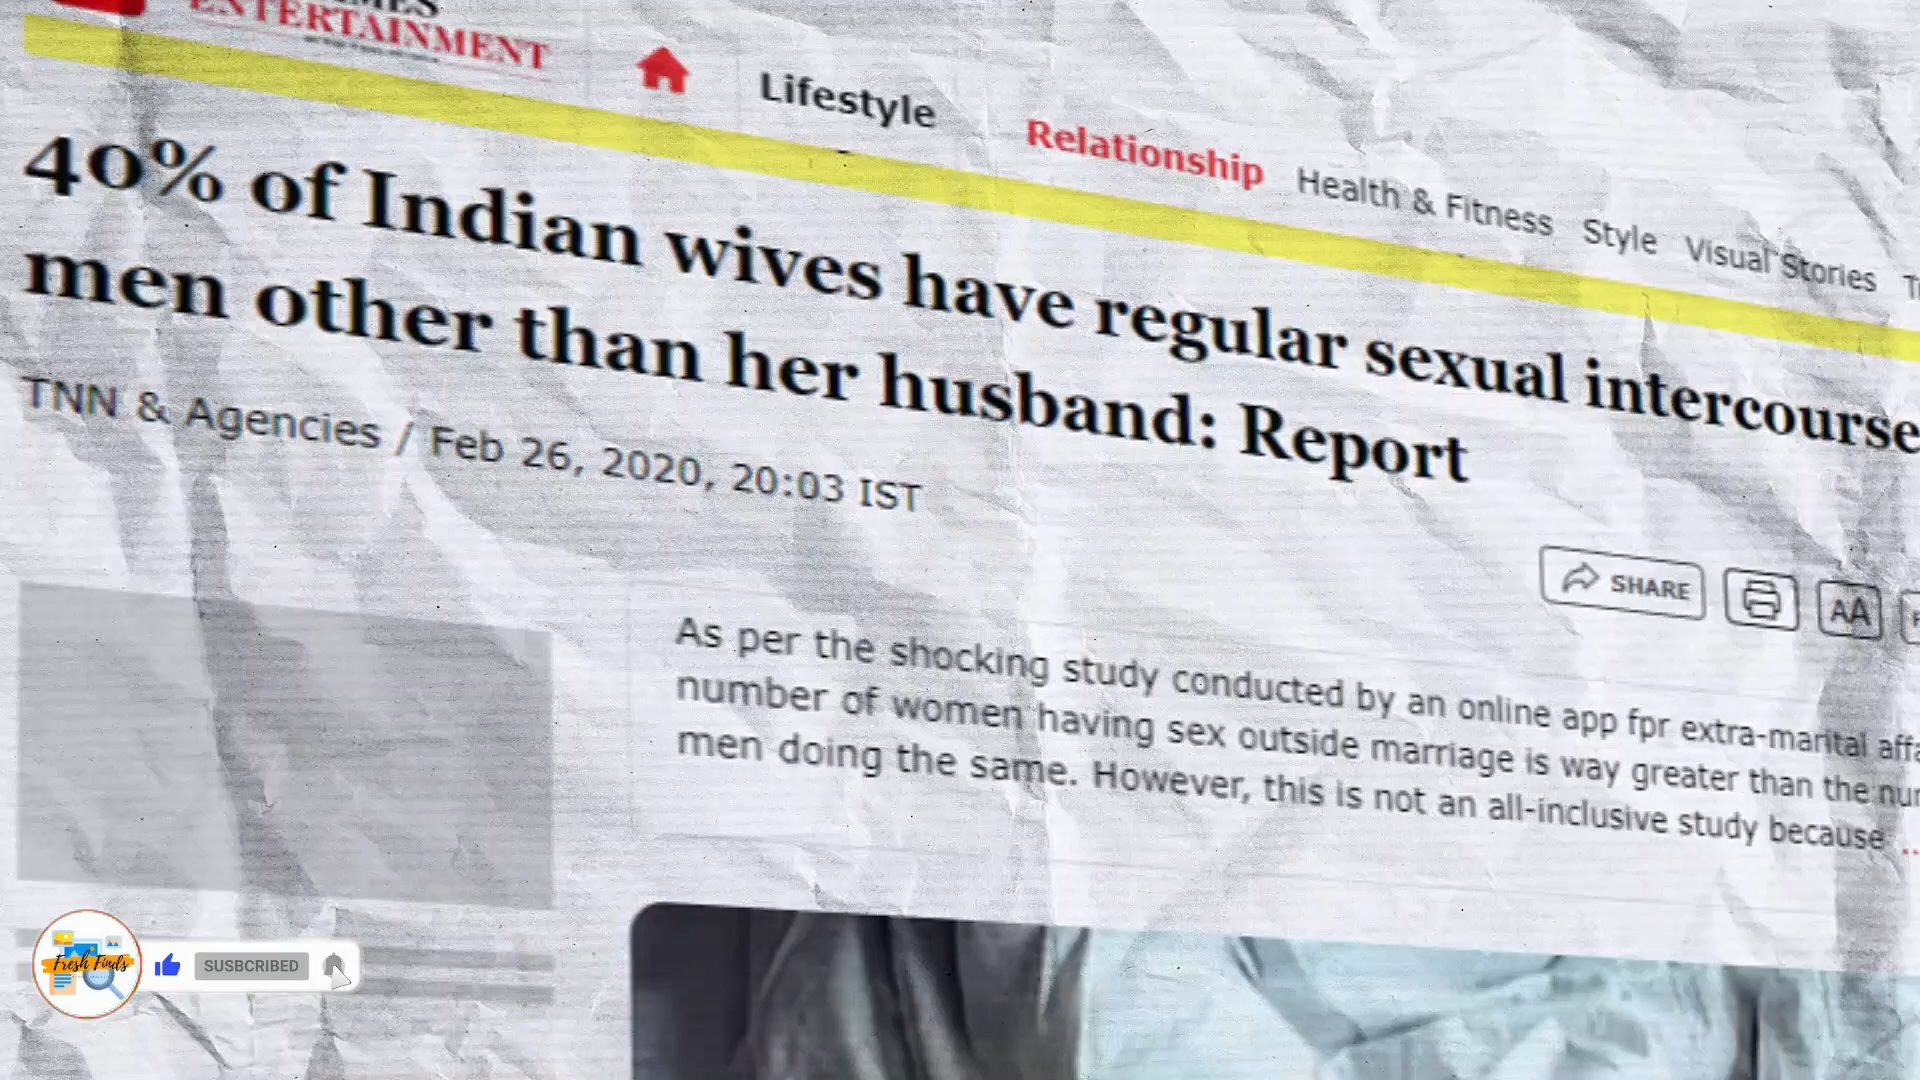 ENTERTAINMENT
Lifestyle
Relationship
Health & Fitness
Style
Visual Stories
40% of Indian wives have regular sexual intercourse
men other than her husband: Report
TNN & Agencies / Feb 26, 2020, 20:03 IST
SHARE
AA
As per the shocking study conducted by an online app fpr extra-marital
number of women having sex outside marriage is way greater than the
men doing the same. However, this is not an all-inclusive study because ..
Fresh Finds
SUSBCRIBED